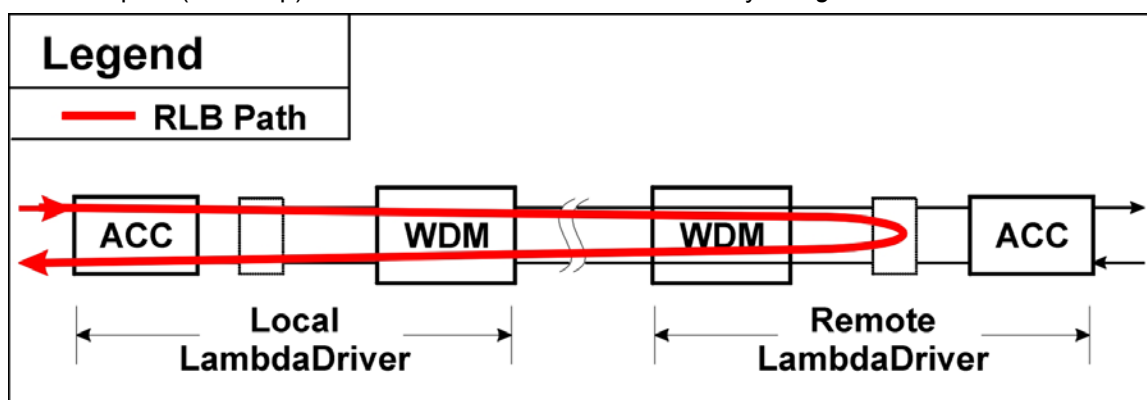 Legend
RLB Path
ACC
WDM
WDM
ACC
Local
LambdaDriver
Remote
LambdaDriver